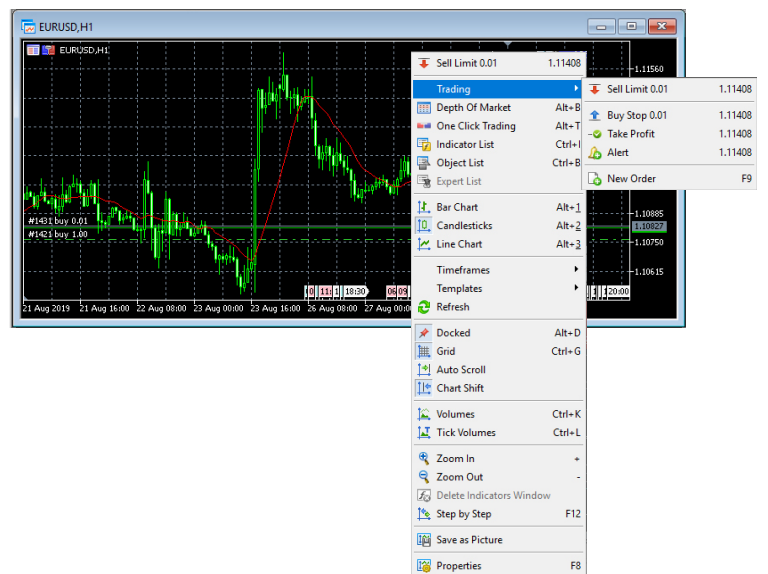 EURUSD,H1
EURUSD,H1
1.11560
1.10885
1.10827
1.10750
1.10615
#1431 buy 0.01
#1421 buy 1.00
18:30
20:00
21 Aug 2019 21 Aug 16:00 22 Aug 08:00 23 Aug 00:00 23 Aug 16:00 26 Aug 08:00 27 Aug 00:0
Sell Limit 0.01 1.11408
Trading
Depth Of Market Alt+B
One Click Trading Alt+T
Indicator List Ctrl+I
Object List Ctrl+B
Expert List
Bar Chart Alt+1
Candlesticks Alt+2
Line Chart Alt+3
Timeframes
Templates
Refresh
Docked Alt+D
Grid Ctrl+G
Auto Scroll
Chart Shift
Volumes Ctrl+K
Tick Volumes Ctrl+L
Zoom In +
Zoom Out -
Delete Indicators Window
Step by Step F12
Save as Picture
Properties F8
Sell Limit 0.01 1.11408
Buy Stop 0.01 1.11408
Take Profit 1.11408
Alert 1.11408
New Order F9